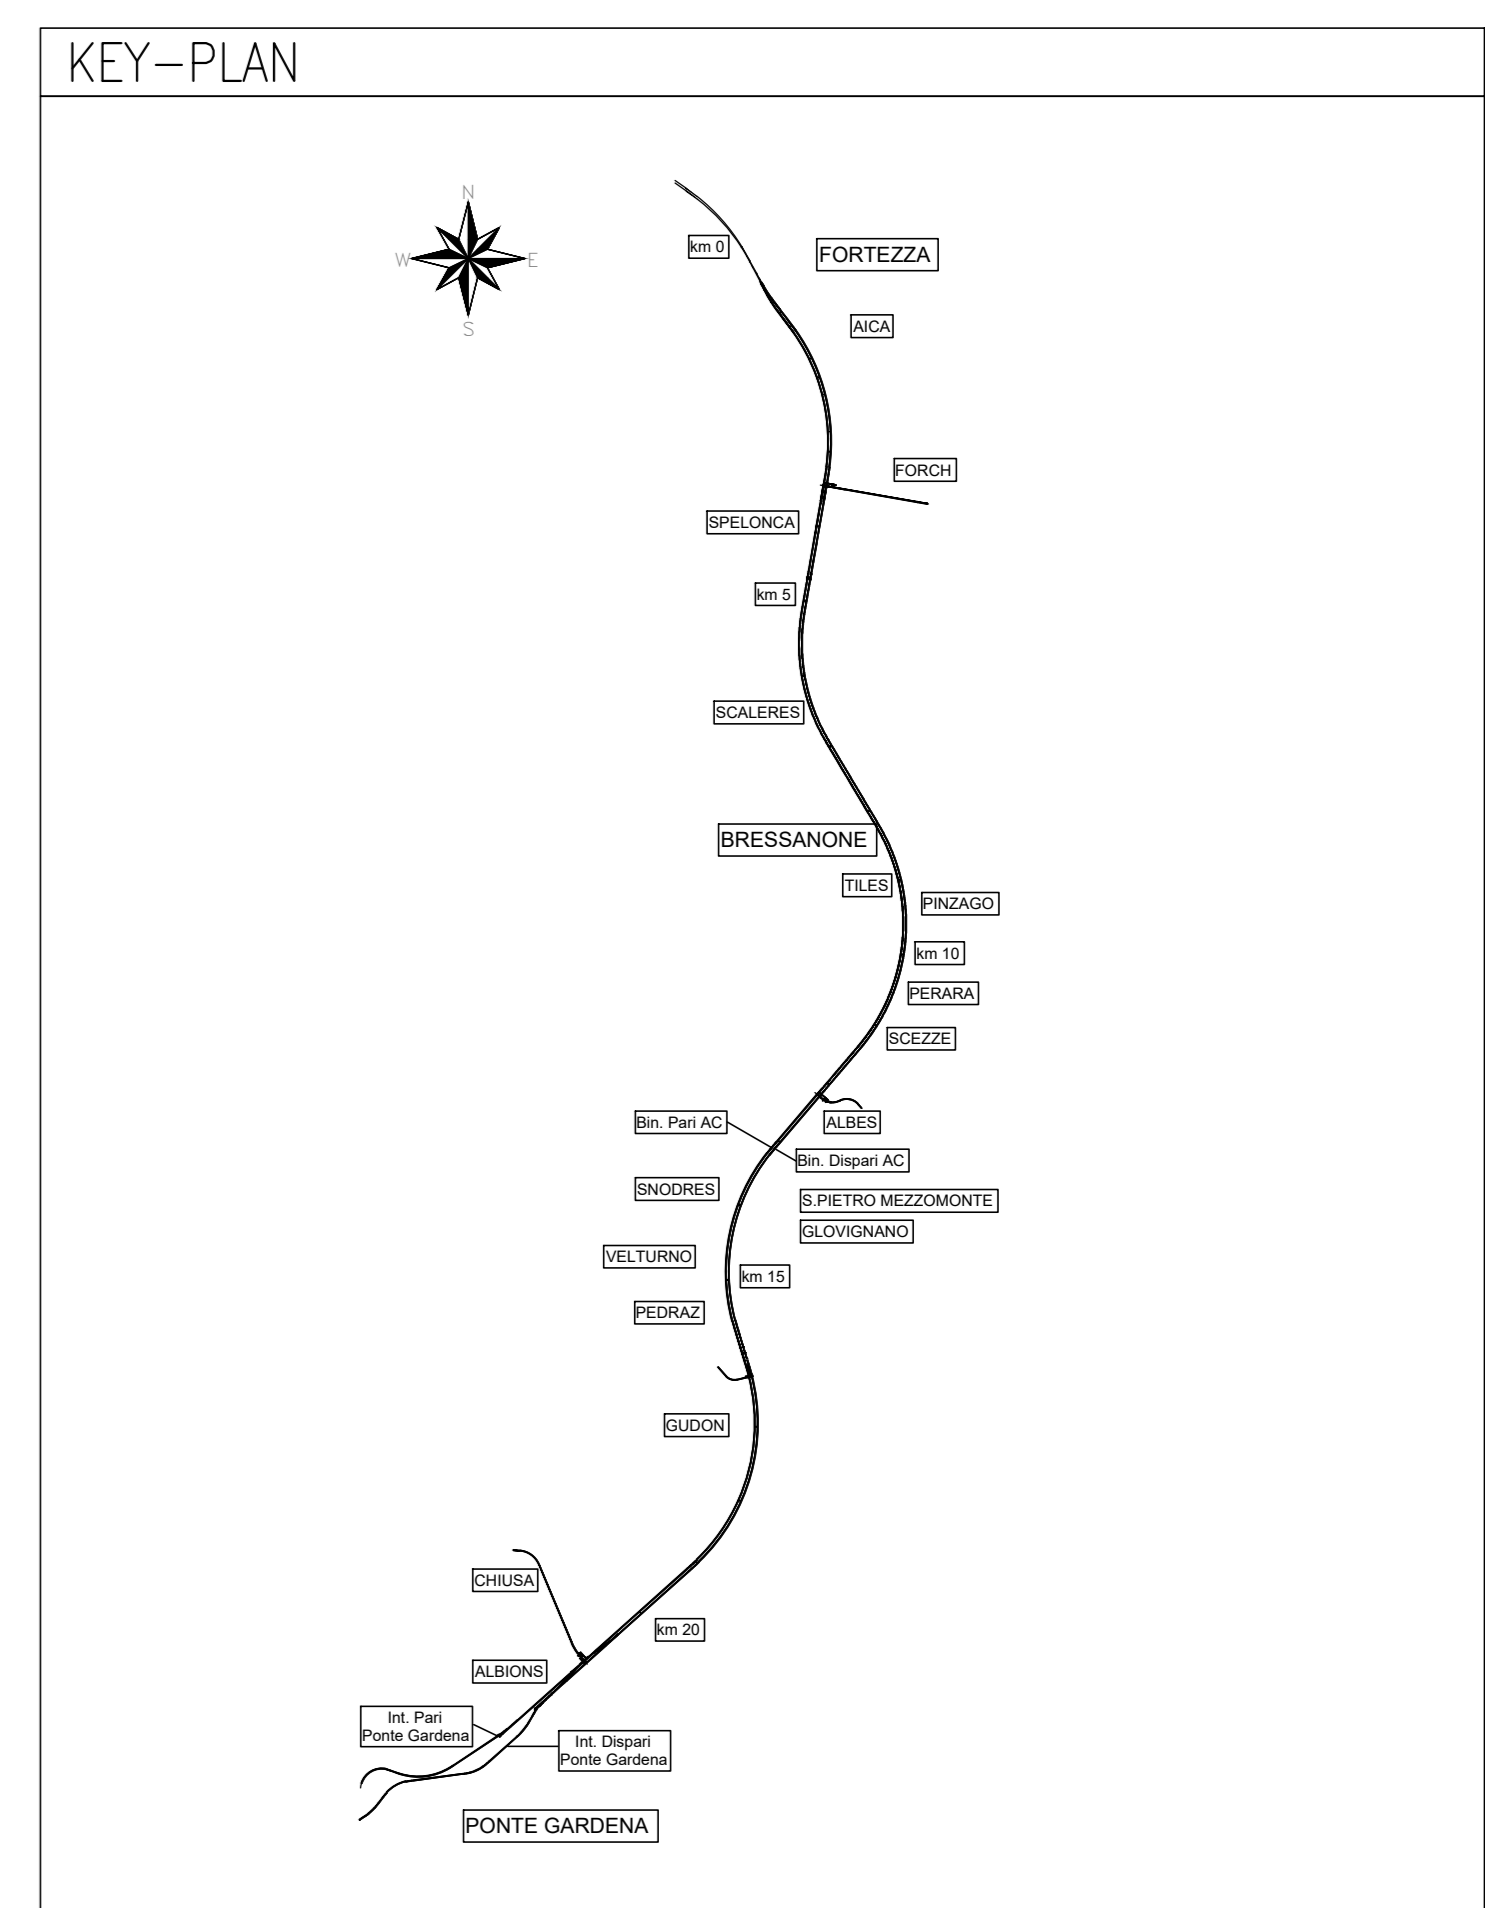 KEY-PLAN
N
W
E
S
km 0
FORTEZZA
AICA
FORCH
SPELONCA
km 5
SCALERES
BRESSANONE
TILES
PINZAGO
km 10
PERARA
SCEZZE
Bin. Pari AC
ALBES
Bin. Dispari AC
SNODRES
S.PIETRO MEZZOMONTE
GLOVIGNANO
VELTURNO
km 15
PEDRAZ
GUDON
CHIUSA
km 20
ALBIONS
Int. Pari
Ponte Gardena
Int. Dispari
Ponte Gardena
PONTE GARDENA